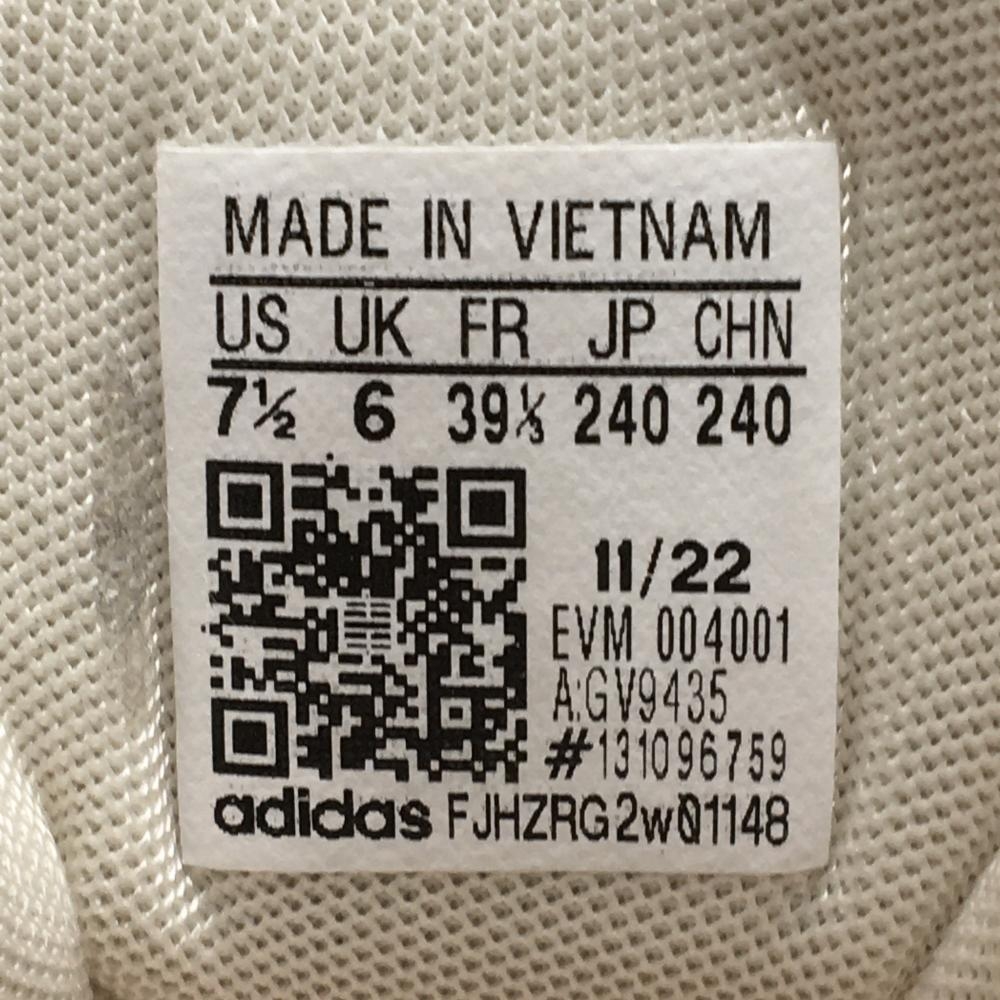 MADE IN VIETNAM
US UK FR JP CHN
7½ 6 39⅓ 240 240
11/22
EVM 004001
A:GV9435
#131096759
adidas FJHZRG2w01148